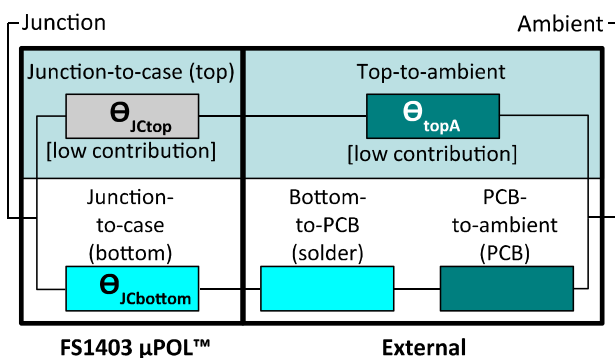 Junction
Ambient
Junction-to-case (top)
Top-to-ambient
ϴJCtop
ϴtopA
[low contribution]
[low contribution]
Junction-
to-case
(bottom)
Bottom-
to-PCB
(solder)
PCB-
to-ambient
(PCB)
ϴJCbottom
FS1403 µPOL™
External